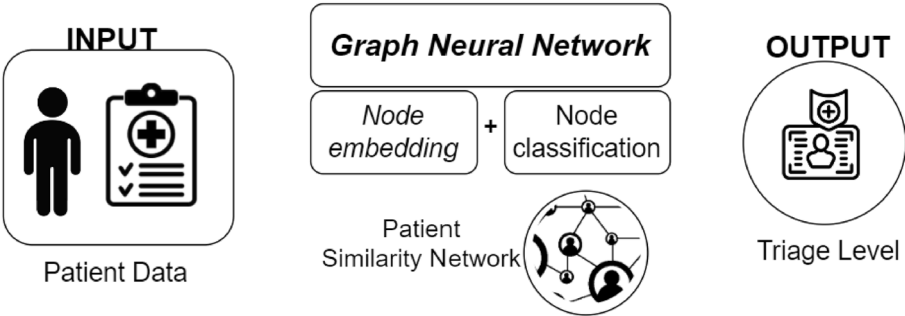 INPUT
Patient Data
Graph Neural Network
Node
embedding
+
Node
classification
Patient
Similarity Network
OUTPUT
Triage Level